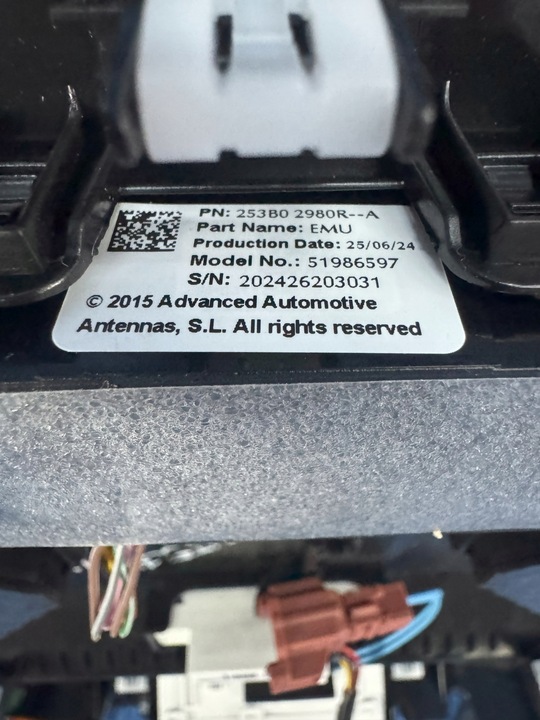 PN: 253B0 2980R--A
Part Name: EMU
Production Date: 25/06/24
Model No.: 51986597
S/N: 202426203031
© 2015 Advanced Automotive
Antennas, S.L. All rights reserved